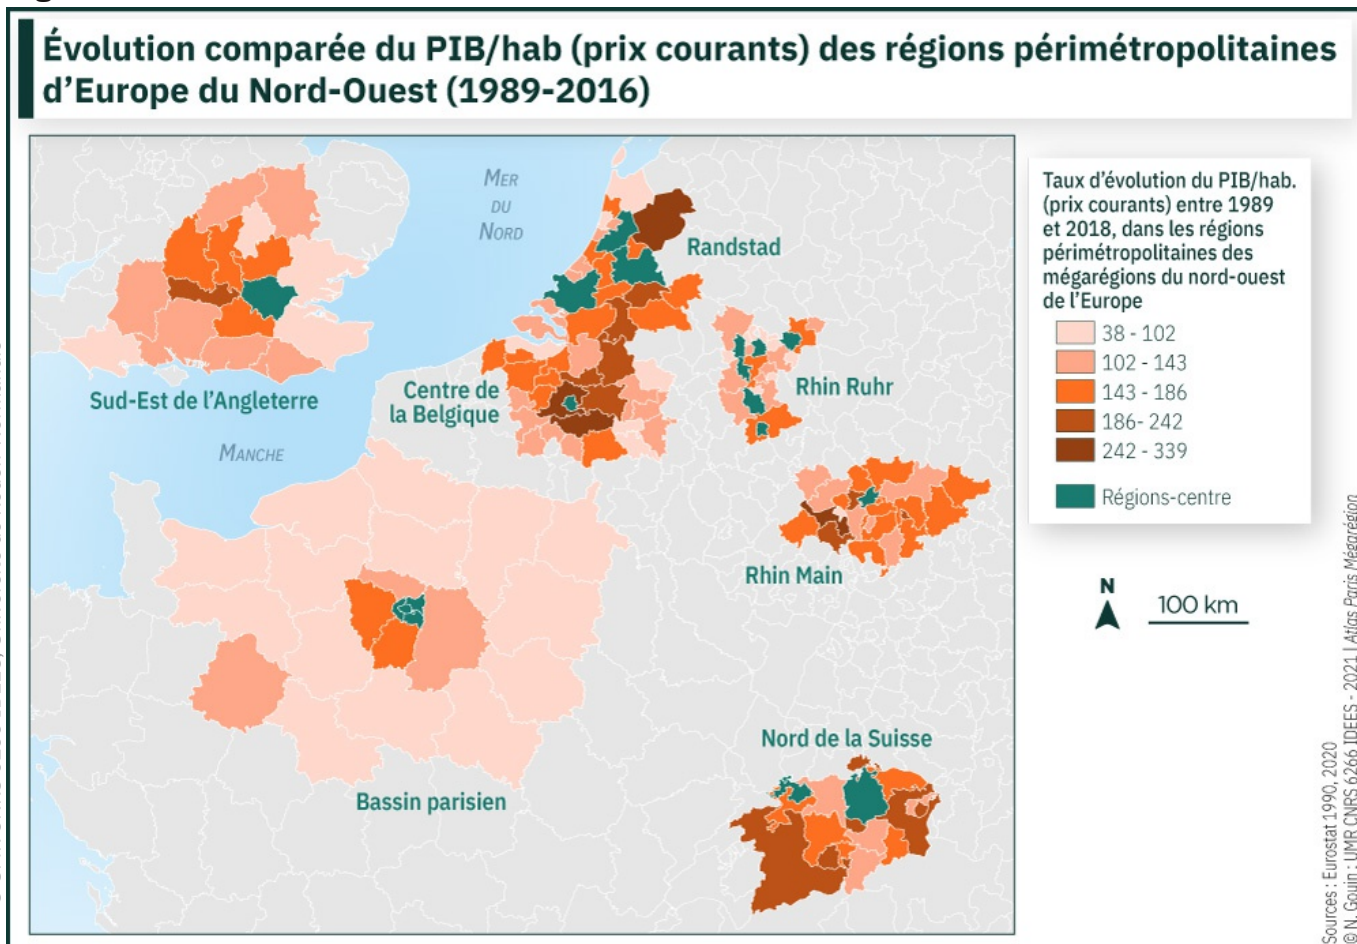 Évolution comparée du PIB/hab (prix courants) des régions périmétropolitaines
d’Europe du Nord-Ouest (1989-2016)
MER
DU
NORD
Randstad
Sud-Est de l’Angleterre
Centre de
la Belgique
Rhin Ruhr
MANCHE
Rhin Main
Bassin parisien
Nord de la Suisse
Taux d’évolution du PIB/hab.
(prix courants) entre 1989
et 2018, dans les régions
périmétropolitaines des
mégarégions du nord-ouest
de l’Europe
38 - 102
102 - 143
143 - 186
186- 242
242 - 339
Régions-centre
N
100 km
Sources : Eurostat 1990, 2020
© N. Gouin : UMR CNRS 6266 IDEES - 2021 | Atlas Paris Mégarégion